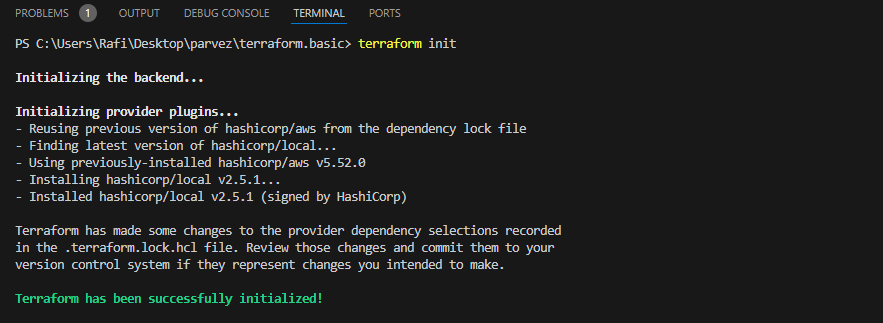 PROBLEMS 1 OUTPUT DEBUG CONSOLE TERMINAL PORTS
PS C:\Users\Rafi\Desktop\parvez\terraform.basic> terraform init
Initializing the backend...
Initializing provider plugins...
- Reusing previous version of hashicorp/aws from the dependency lock file
- Finding latest version of hashicorp/local...
- Using previously-installed hashicorp/aws v5.52.0
- Installing hashicorp/local v2.5.1...
- Installed hashicorp/local v2.5.1 (signed by HashiCorp)
Terraform has made some changes to the provider dependency selections recorded
in the .terraform.lock.hcl file. Review those changes and commit them to your
version control system if they represent changes you intended to make.
Terraform has been successfully initialized!